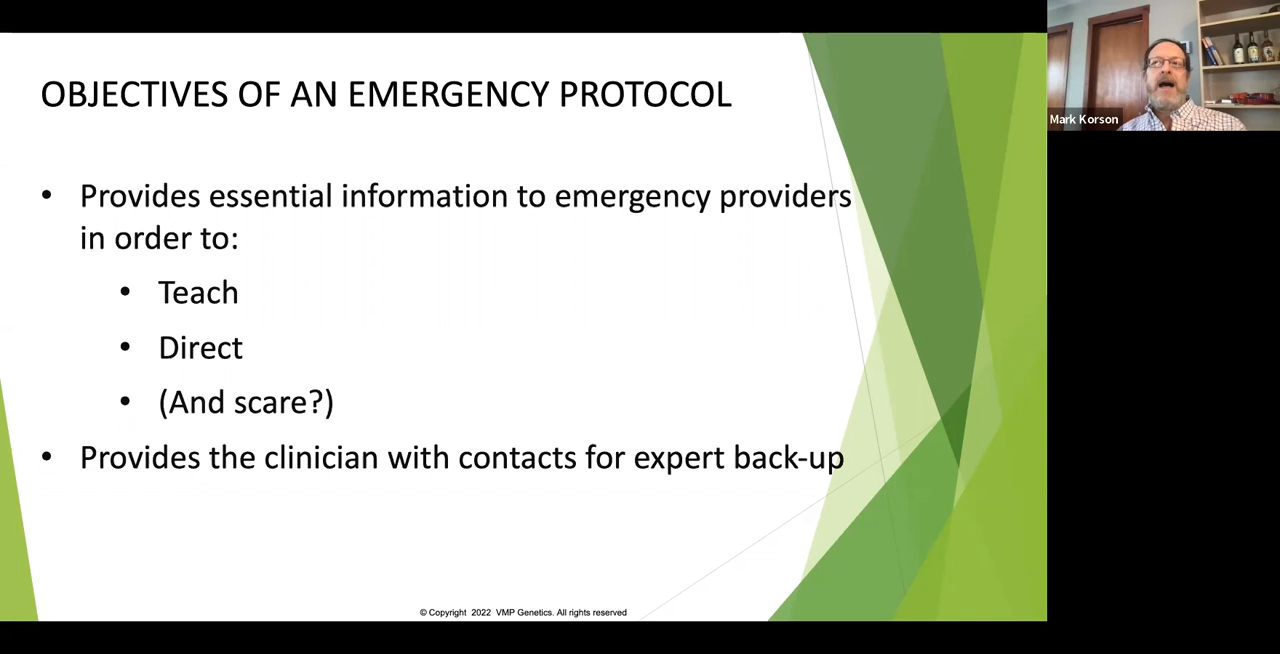 OBJECTIVES OF AN EMERGENCY PROTOCOL
• Provides essential information to emergency providers
in order to:
• Teach
• Direct
• (And scare?)
• Provides the clinician with contacts for expert back-up
© Copyright 2022 VMP Genetics. All rights reserved
Mark Korson